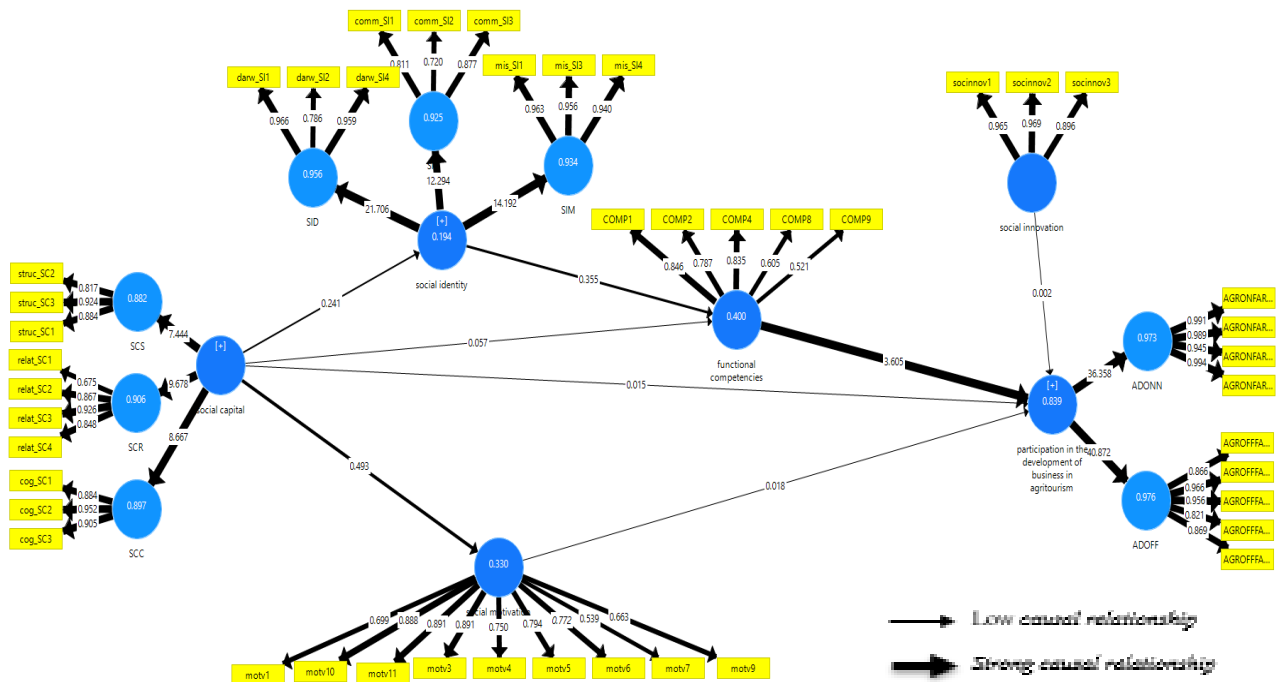 comm_SI1
comm_SI2
comm_SI3
0.811
0.720
0.877
0.925
darw_SI1
darw_SI2
darw_SI4
0.966
0.786
0.959
0.956
SID
mis_SI1
mis_SI3
mis_SI4
0.963
0.956
0.940
0.934
SIM
21.706
12.294
14.192
[+]
0.194
social identity
socinnov1
socinnov2
socinnov3
0.965
0.969
0.896
social innovation
0.002
COMP1
COMP2
COMP4
COMP8
COMP9
0.846
0.787
0.835
0.605
0.521
0.400
functional
competencies
0.241
0.355
0.057
0.015
3.605
0.493
0.018
struc_SC2
struc_SC3
struc_SC1
0.817
0.924
0.884
0.882
SCS
7.444
relat_SC1
relat_SC2
relat_SC3
relat_SC4
0.675
0.867
0.926
0.848
0.906
SCR
9.678
[+]
social capital
8.667
cog_SC1
cog_SC2
cog_SC3
0.884
0.952
0.905
0.897
SCC
[+]
0.839
participation in the
development of
business in
agritourism
36.358
40.872
0.973
ADONN
0.991
0.989
0.945
0.994
AGRONFAR...
AGRONFAR...
AGRONFAR...
AGRONFAR...
0.976
ADOFF
0.866
0.966
0.956
0.821
0.869
AGROFFFA...
AGROFFFA...
AGROFFFA...
AGROFFFA...
AGROFFFA...
0.330
social motivation
0.699
0.888
0.891
0.891
0.750
0.794
0.772
0.539
0.663
motv1
motv10
motv11
motv3
motv4
motv5
motv6
motv7
motv9
Low causal relationship
Strong causal relationship